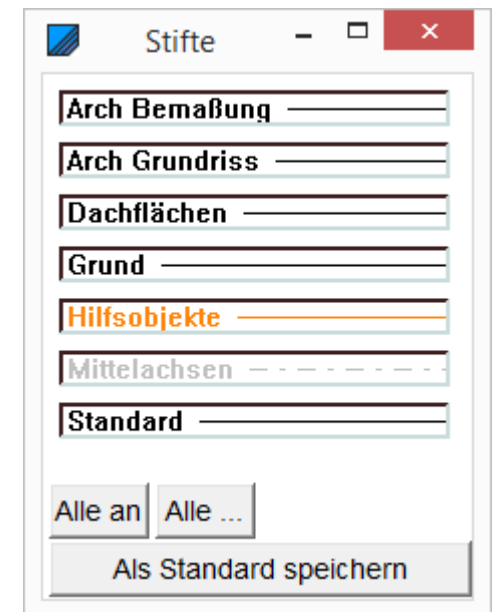 Stifte
Arch Bemaßung
Arch Grundriss
Dachflächen
Grund
Hilfsobjekte
Mittelachsen
Standard
Alle an Alle ...
Als Standard speichern